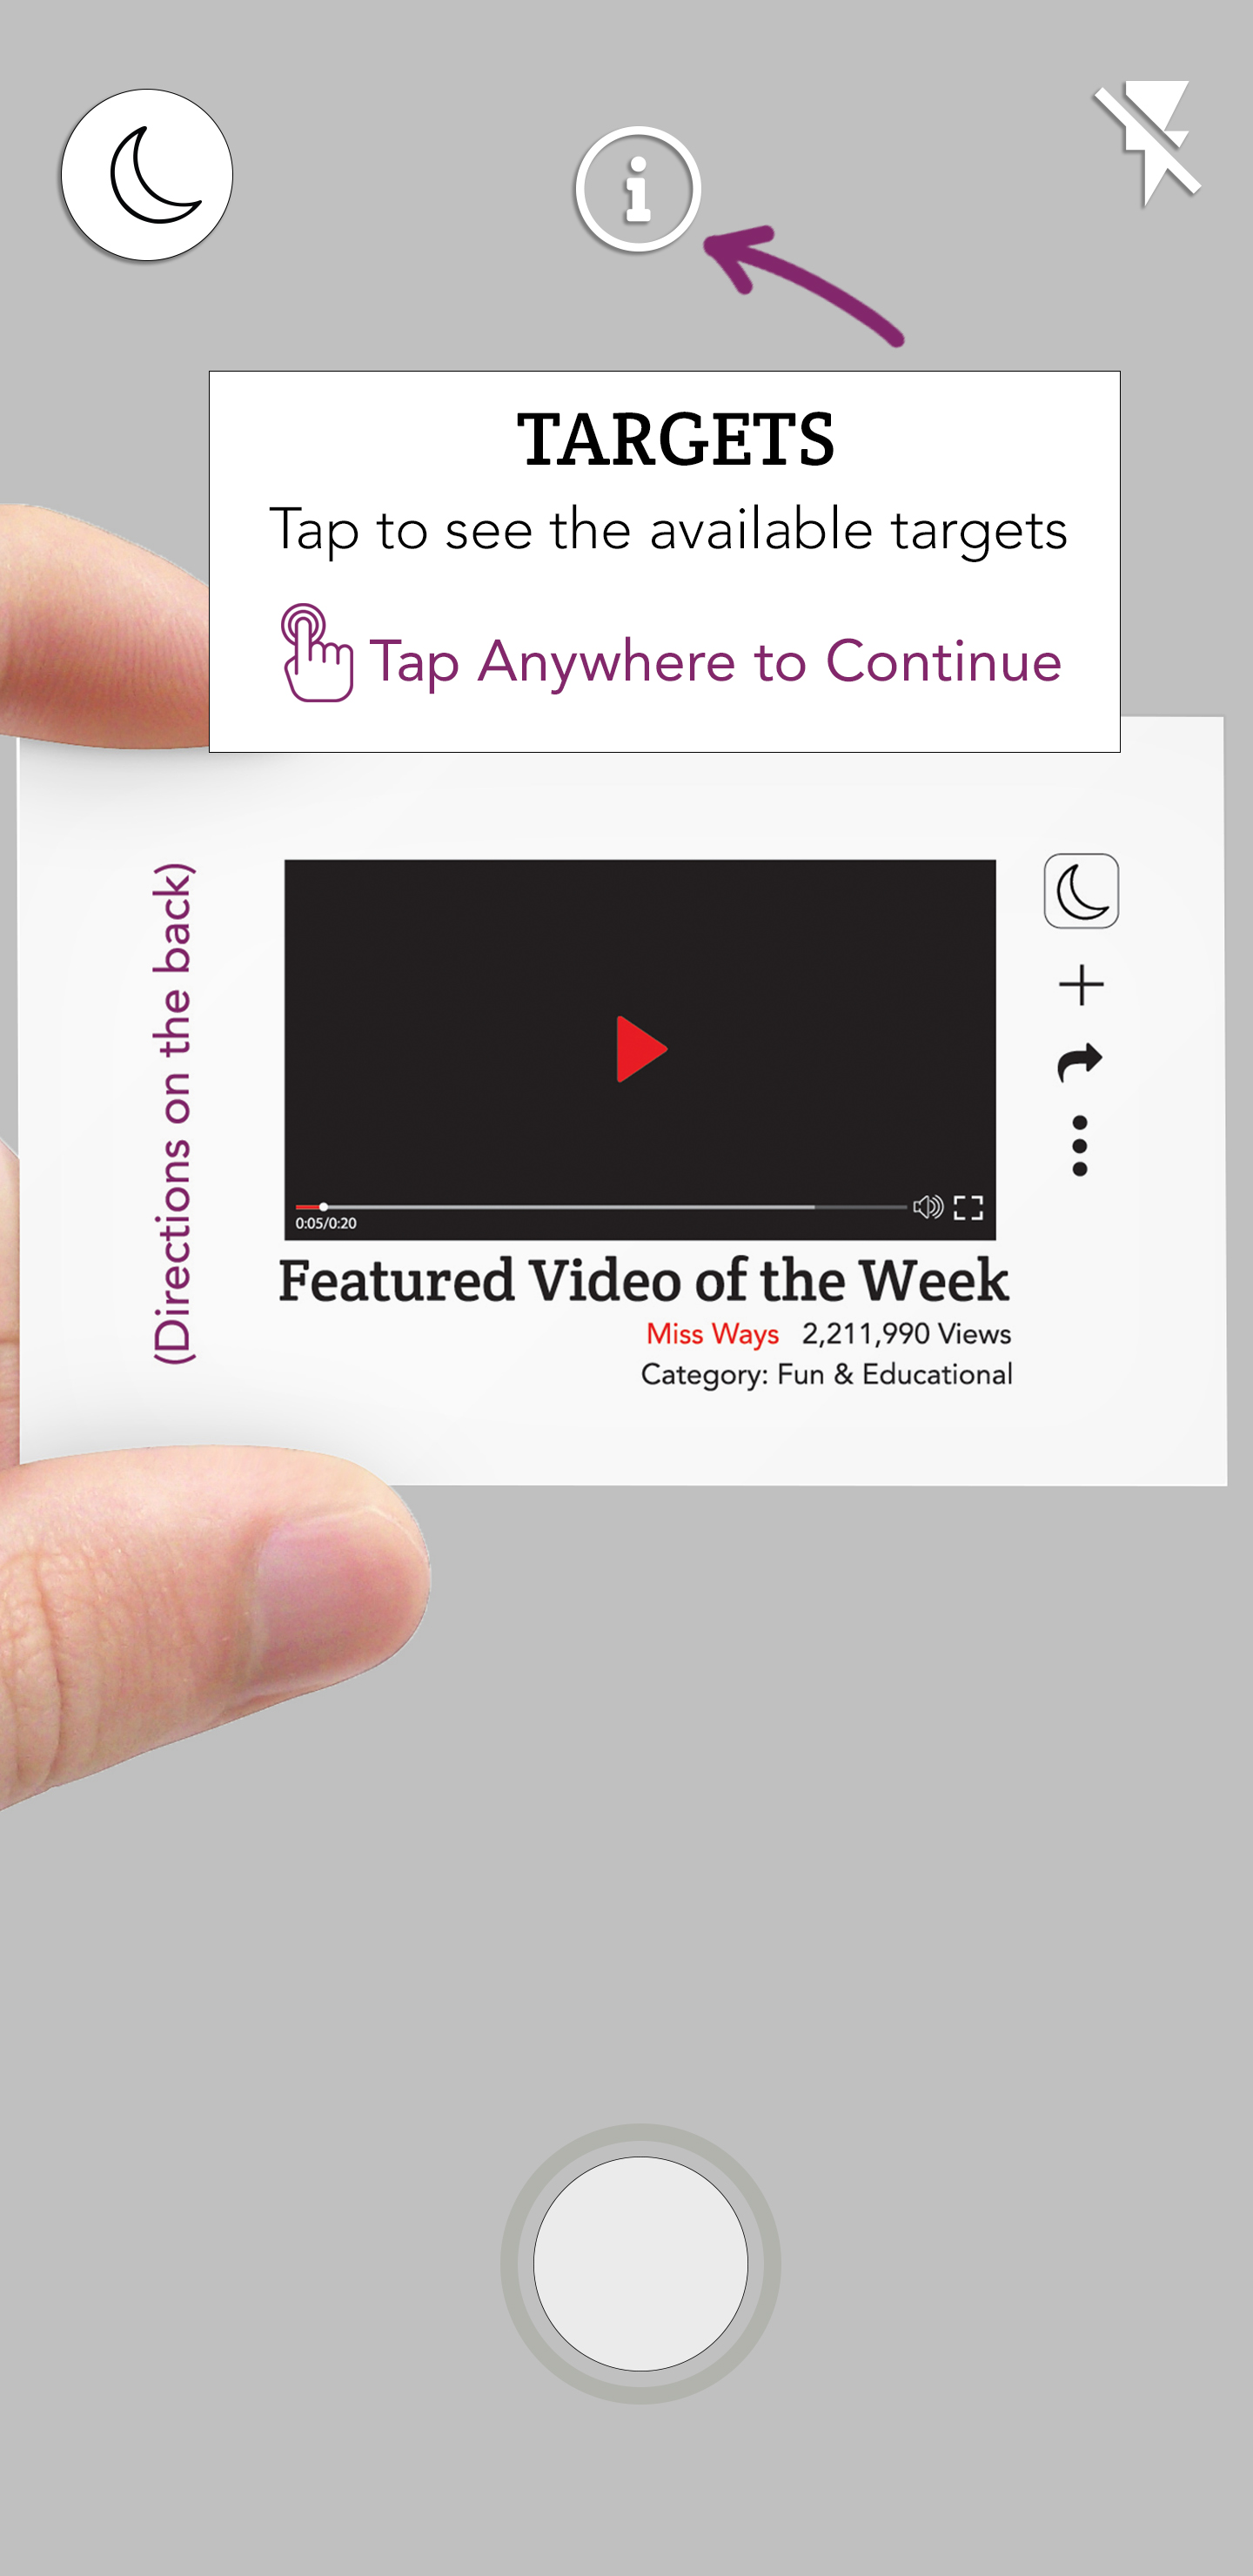 TARGETS
Tap to see the available targets
Tap Anywhere to Continue
(Directions on the back)
0:05/0:20
Featured Video of the Week
Miss Ways 2,211,990 Views
Category: Fun & Educational